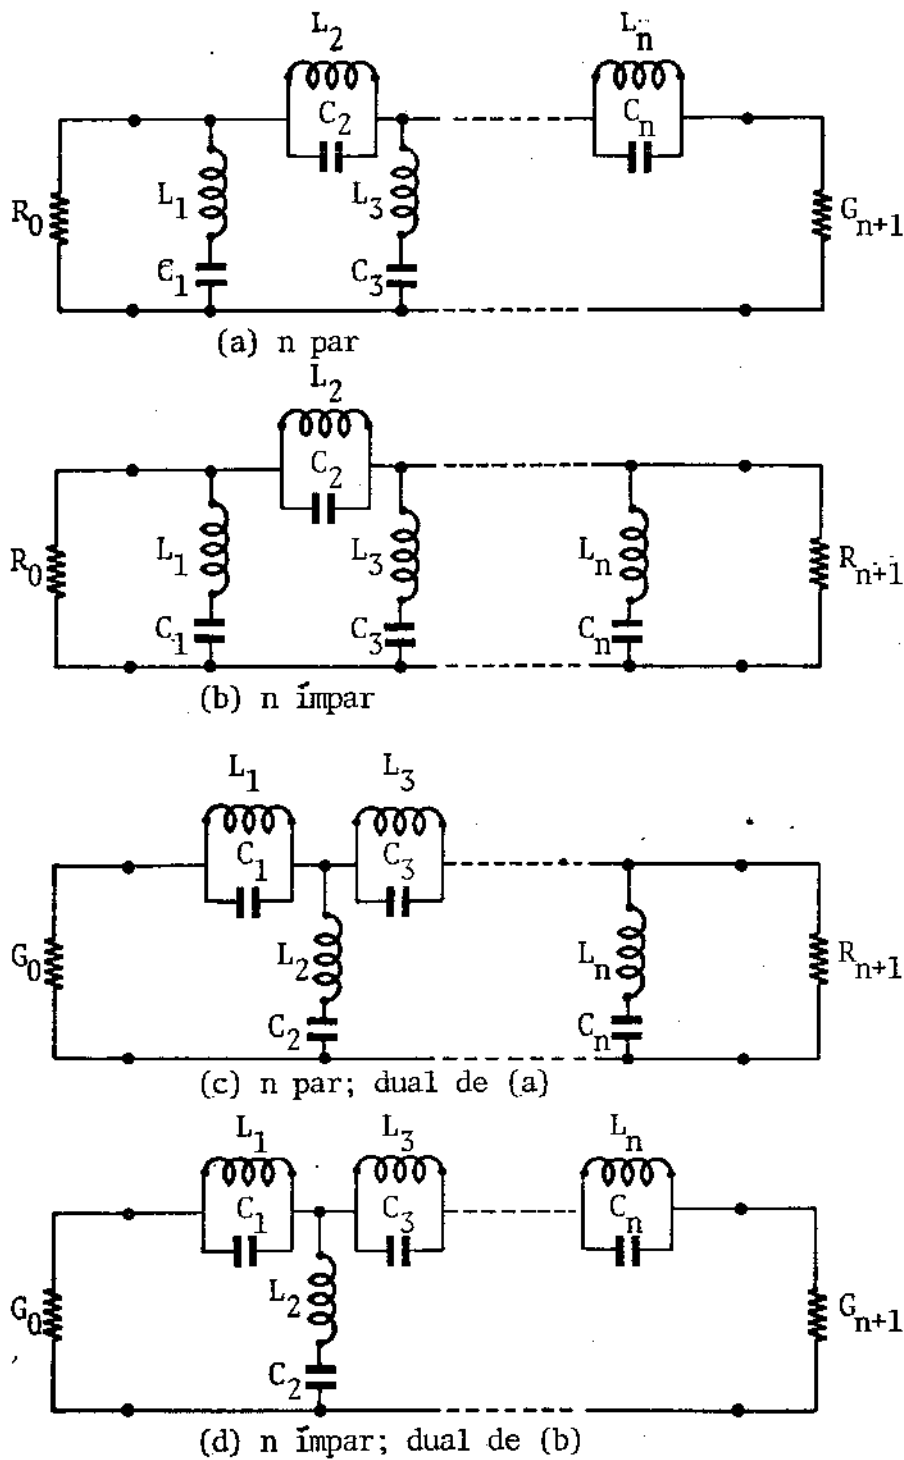 L2 Ln
C2 Cn
R0 L1 L3 Gn+1
C1 C3
(a) n par
L2
C2
R0 L1 L3 Ln Rn+1
C1 C3 Cn
(b) n ímpar
L1 L3
C1 C3
G0 L2 Ln Rn+1
C2 Cn
(c) n par; dual de (a)
L1 L3 Ln
C1 C3 Cn
G0 L2 Gn+1
C2
(d) n ímpar; dual de (b)